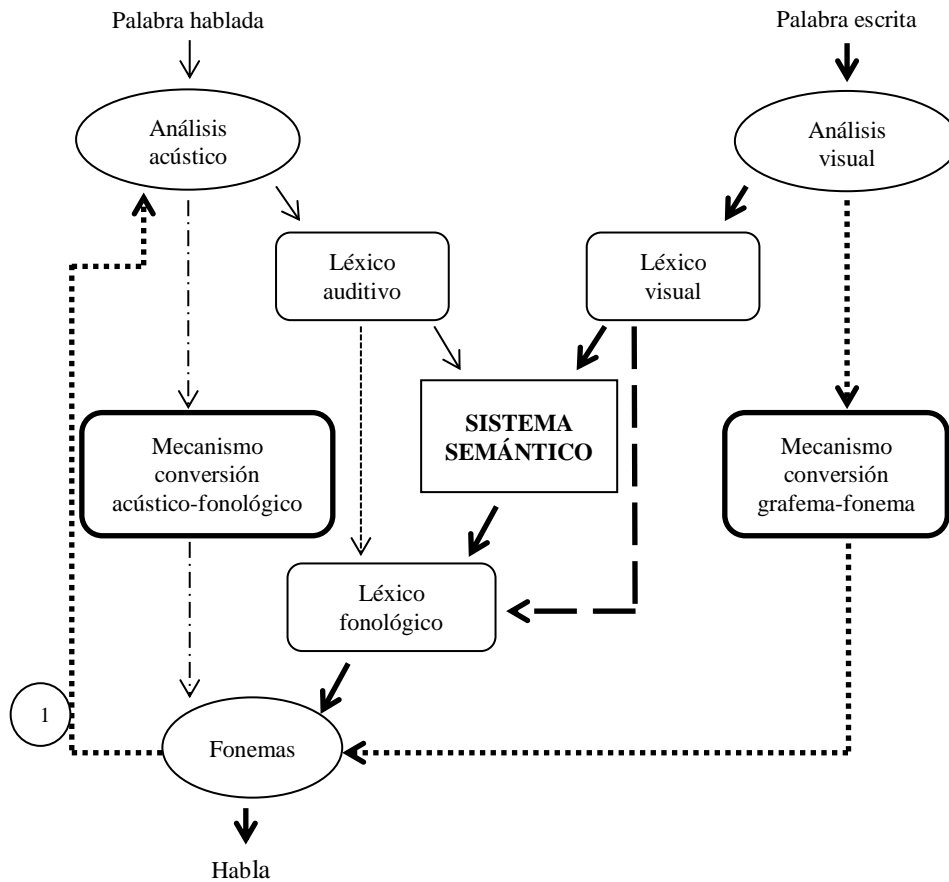 Palabra hablada
Palabra escrita
Análisis
acústico
Análisis
visual
Léxico
auditivo
Léxico
visual
SISTEMA
SEMÁNTICO
Mecanismo
conversión
acústico-fonológico
Mecanismo
conversión
grafema-fonema
Léxico
fonológico
1
Fonemas
Habla